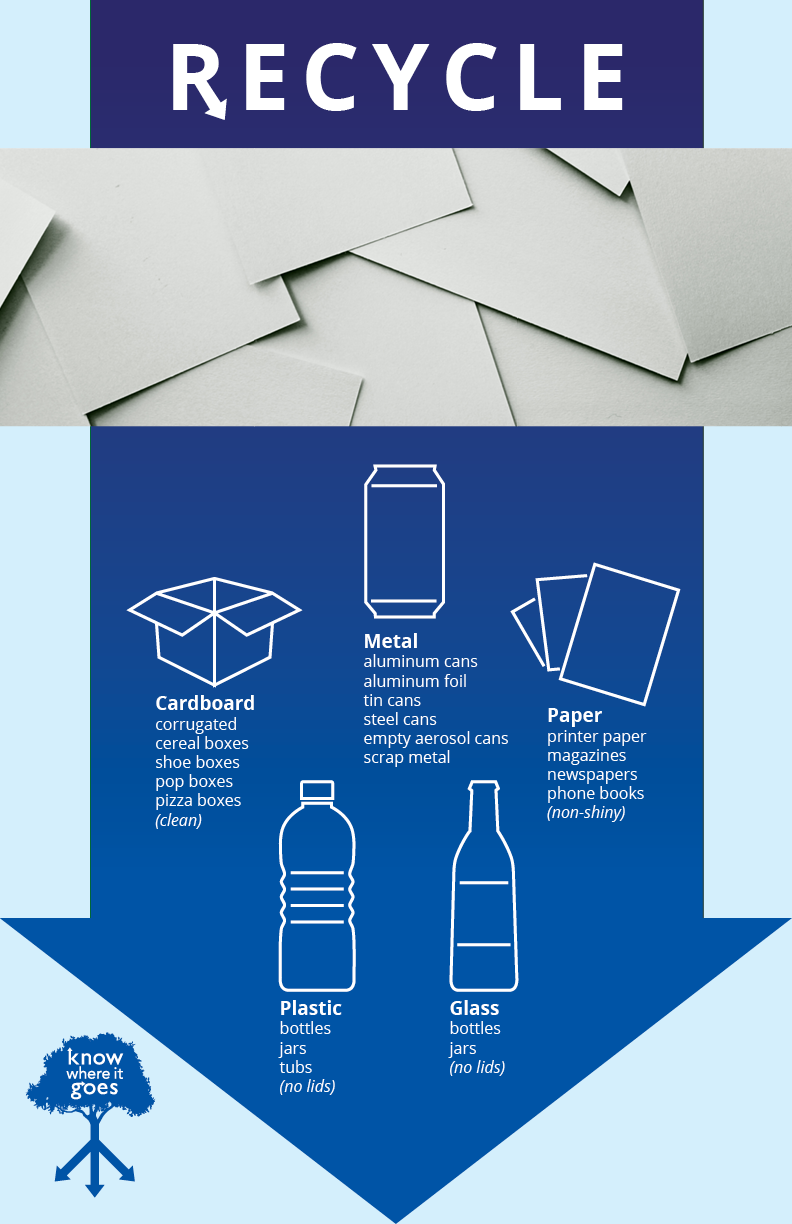 RECYCLE
Metal
aluminum cans
aluminum foil
tin cans
steel cans
empty aerosol cans
scrap metal
Cardboard
corrugated
cereal boxes
shoe boxes
pop boxes
pizza boxes
(clean)
Paper
printer paper
magazines
newspapers
phone books
(non-shiny)
Plastic
bottles
jars
tubs
(no lids)
Glass
bottles
jars
(no lids)
know
where it
goes